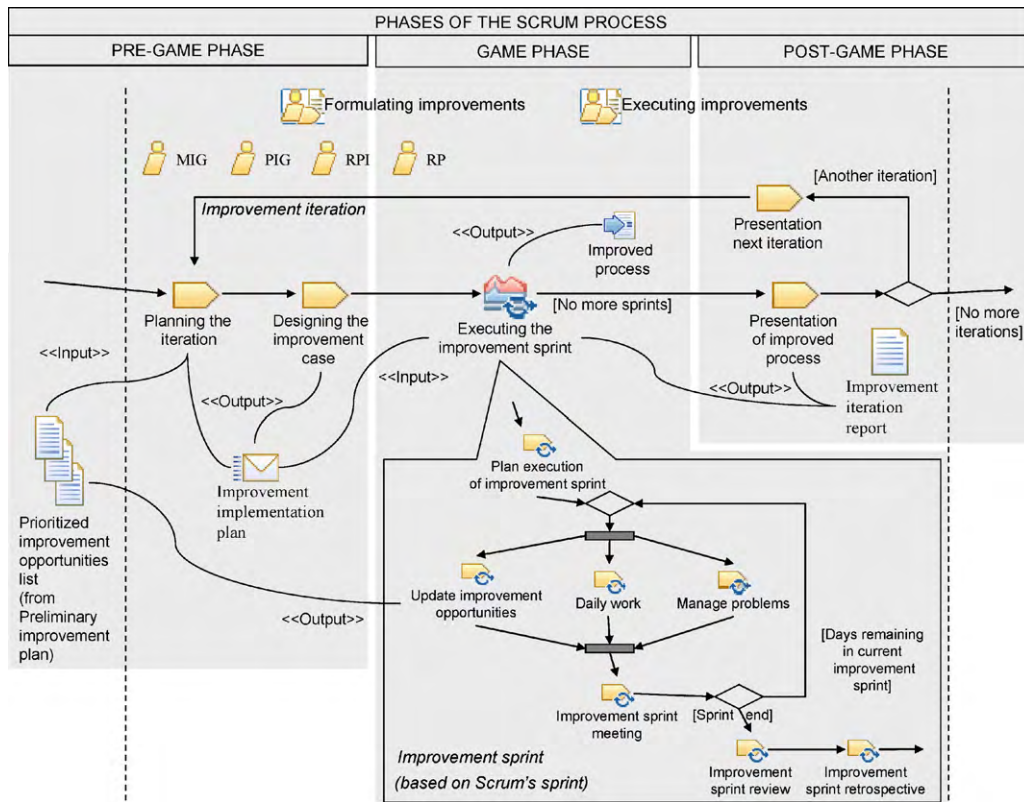 PHASES OF THE SCRUM PROCESS
PRE-GAME PHASE
GAME PHASE
POST-GAME PHASE
Formulating improvements
Executing improvements
MIG
PIG
RPI
RP
[Another iteration]
Improvement iteration
Presentation
next iteration
<<Output>>
Improved
process
[No more sprints]
Planning the
iteration
Designing the
improvement
case
Executing the
improvement sprint
Presentation
of improved
process
[No more
iterations]
<<Input>>
<<Output>>
<<Input>>
<<Output>>
Improvement
iteration
report
Prioritized
improvement
opportunities
list
(from
Preliminary
improvement
plan)
Improvement
implementation
plan
<<Output>>
Plan execution
of improvement sprint
Update improvement
opportunities
Daily work
Manage problems
[Days remaining
in current
improvement
sprint]
Improvement sprint
meeting
[Sprint end]
Improvement
sprint review
Improvement
sprint retrospective
Improvement sprint
(based on Scrum's sprint)